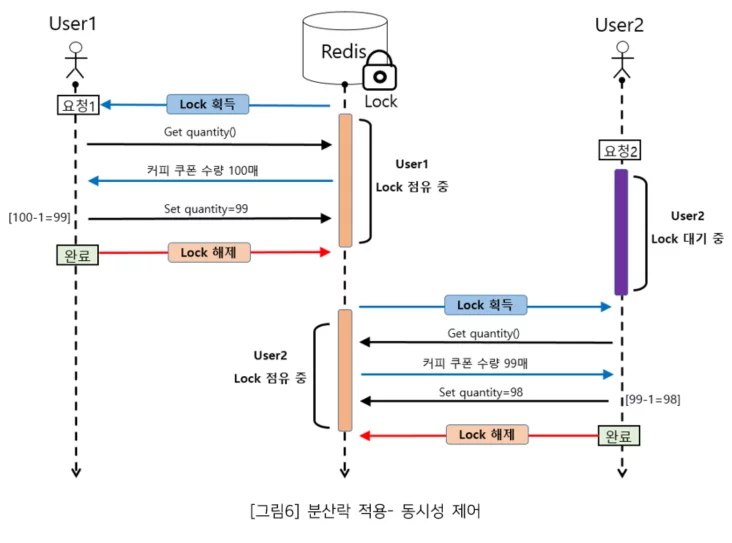 User1
Redis
User2
Lock
요청1
Lock 획득
Get quantity()
요청2
User1
Lock 점유 중
커피 쿠폰 수량 100매
[100-1=99]
Set quantity=99
User2
Lock 대기 중
완료
Lock 해제
Lock 획득
Get quantity()
User2
Lock 점유 중
커피 쿠폰 수량 99매
Set quantity=98
[99-1=98]
Lock 해제
완료
[그림6] 분산락 적용- 동시성 제어